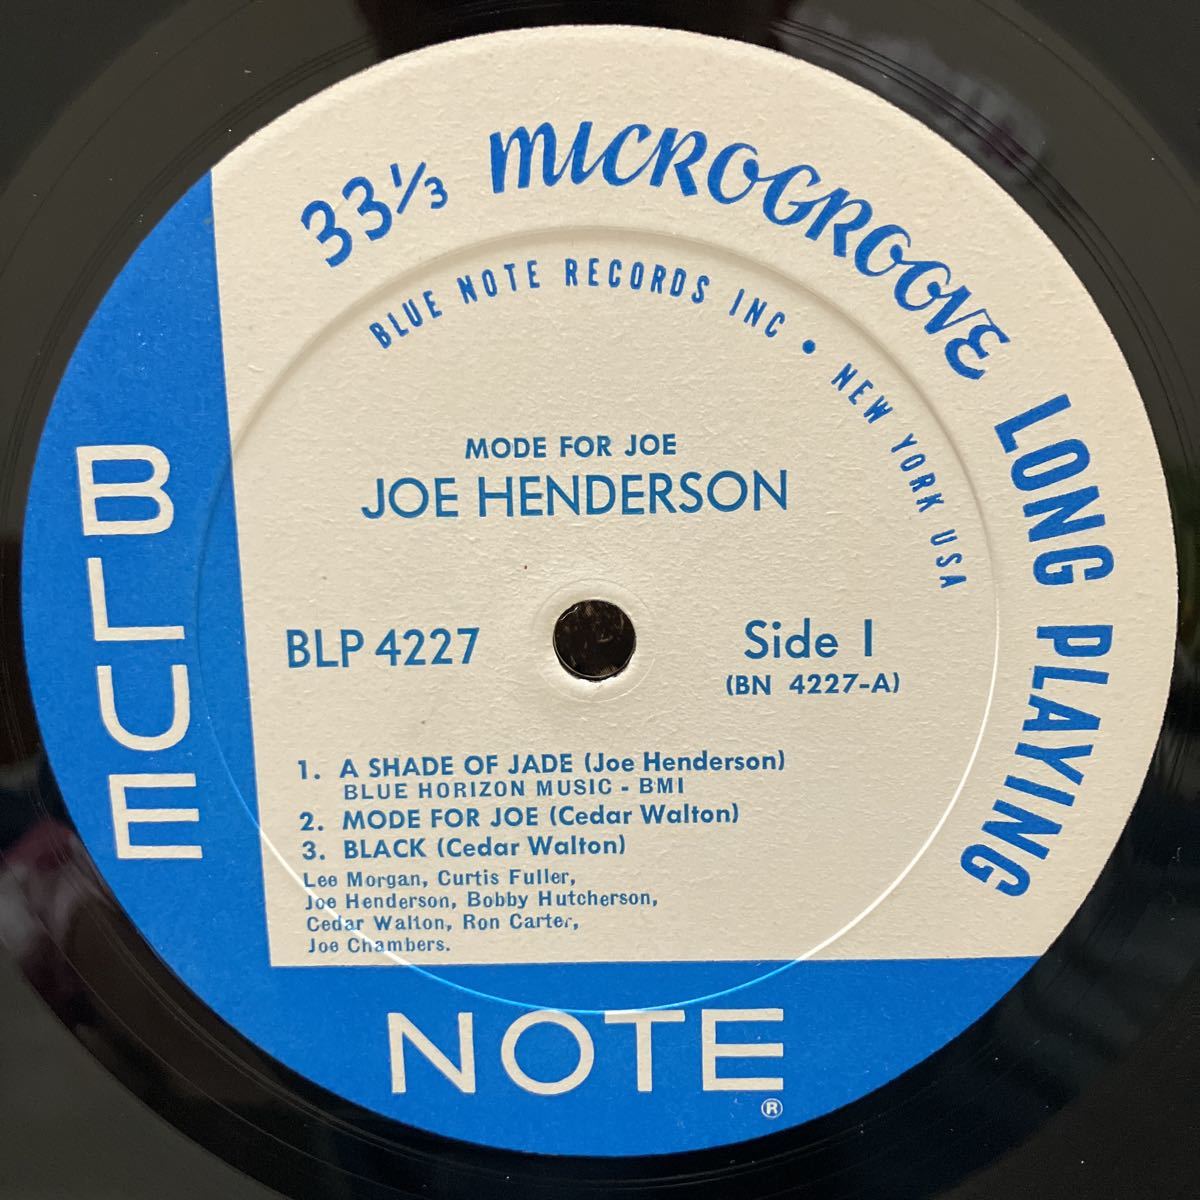 33⅓ MICROGROOVE LONG PLAYING
BLUE NOTE RECORDS INC • NEW YORK USA
MODE FOR JOE
JOE HENDERSON
BLP 4227
Side 1
(BN 4227-A)
1. A SHADE OF JADE (Joe Henderson)
BLUE HORIZON MUSIC - BMI
2. MODE FOR JOE (Cedar Walton)
3. BLACK (Cedar Walton)
Lee Morgan, Curtis Fuller,
Joe Henderson, Bobby Hutcherson,
Cedar Walton, Ron Carter,
Joe Chambers.
BLUE
NOTE
®